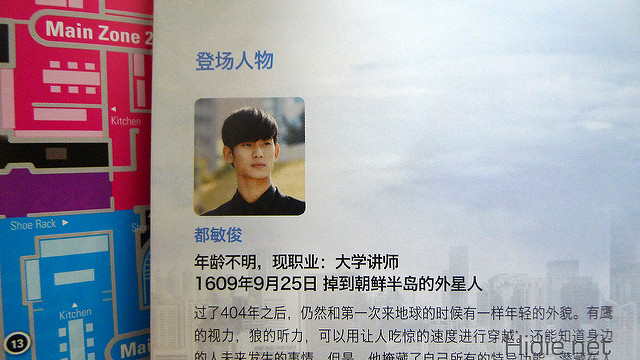 Main Zone 2
Kitchen
Shoe Rack
Kitchen
13
登场人物
都敏俊
年龄不明，现职业：大学讲师
1609年9月25日 掉到朝鲜半岛的外星人
过了404年之后，仍然和第一次来地球的时候有一样年轻的外貌。有鹰
的视力，狼的听力，可以用让人吃惊的速度进行穿越，还能知道身边
的人未来发生的事情。但是，他掩藏了自己所有的特异功能